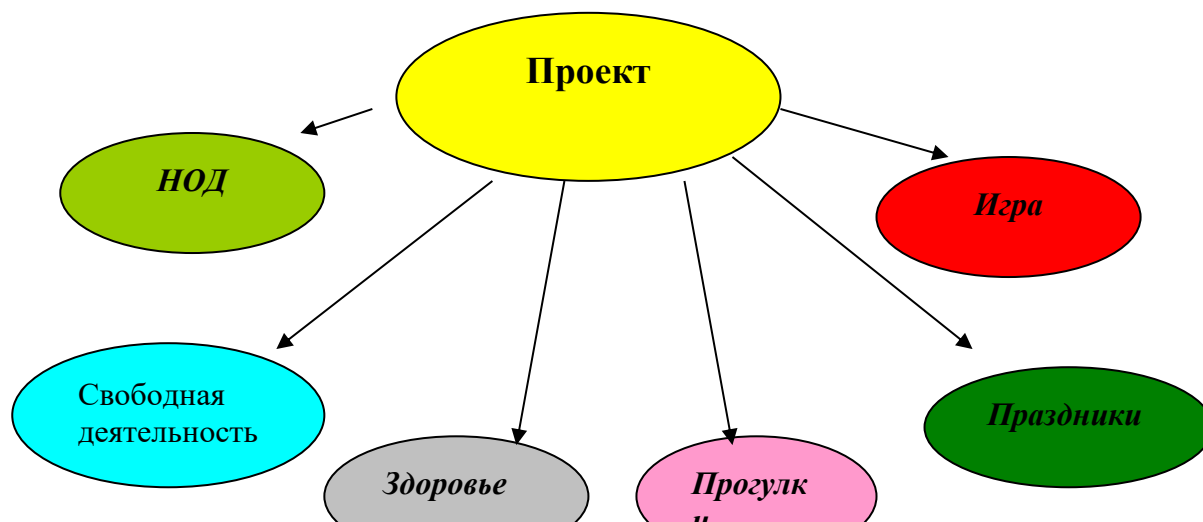 Проект
НОД
Игра
Свободная
деятельность
Праздники
Здоровье
Прогулк
и